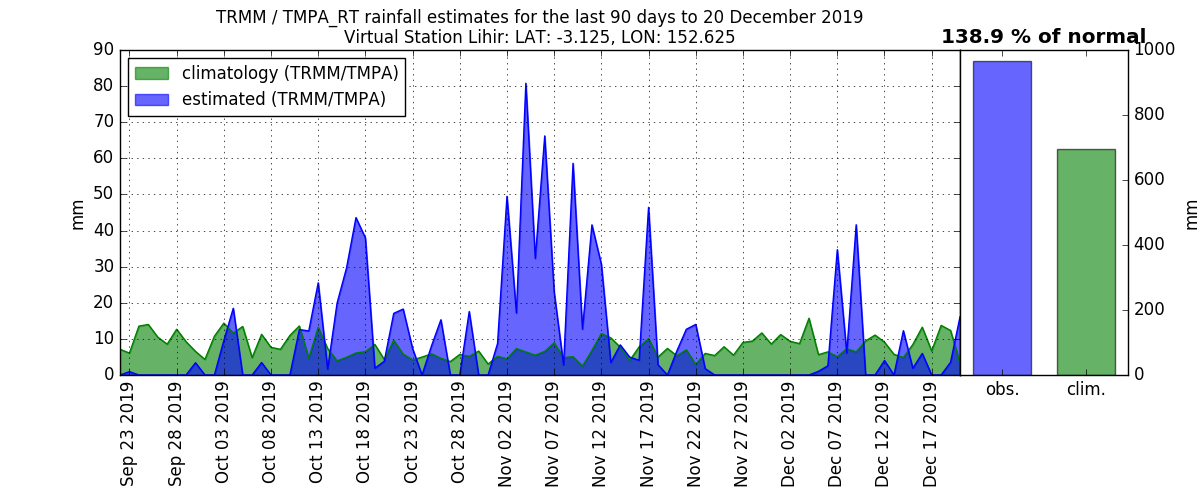 TRMM / TMPA_RT rainfall estimates for the last 90 days to 20 December 2019
Virtual Station Lihir: LAT: -3.125, LON: 152.625
138.9 % of normal
climatology (TRMM/TMPA)
estimated (TRMM/TMPA)
mm
90
80
70
60
50
40
30
20
10
0
Sep 23 2019
Sep 28 2019
Oct 03 2019
Oct 08 2019
Oct 13 2019
Oct 18 2019
Oct 23 2019
Oct 28 2019
Nov 02 2019
Nov 07 2019
Nov 12 2019
Nov 17 2019
Nov 22 2019
Nov 27 2019
Dec 02 2019
Dec 07 2019
Dec 12 2019
Dec 17 2019
obs.
clim.
1000
800
600
400
200
0
mm